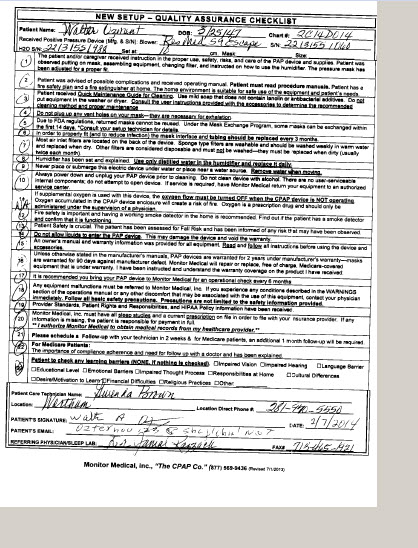 NEW SETUP – QUALITY ASSURANCE CHECKLIST
Patient Name: Walter DOB: 3/25/47 Chart #:
Received Positive Device (Mfg. & S/N) Blower: ResMed S9 Escape S/N:
H20 S/N: Set at cm. Mask Size
1 The patient and/or caregiver received instruction in the proper use, safety, risks, and care of the PAP device and supplies. Patient was
observed putting on mask, assembling equipment, changing filter, and instructed on how to use the humidifier. The pressure mask has
been adjusted for a proper fit.
2 Patient was advised of possible complications and received operating manual. Patient must read procedure manuals. Patient has a
fire safety plan and a fire extinguisher at home. The home environment is suitable for safe use of the equipment and patient's needs.
3 Patient received Quick Maintenance Guide for Cleaning. Use mild soap that does not contain lanolin or antibacterial additives. Do not
put equipment in the washer or dryer. Consult the user instructions provided with the accessories to determine the recommended
cleaning method and proper maintenance
4 Do not plug any vent holes on your mask—they are necessary for exhalation
5 Due to FDA regulations, returned masks cannot be reused. Under the Mask Exchange Program, some masks can be exchanged within
the first 14 days. *Consult your setup technician for details.
6 In order to properly fit (and to reduce infection) the mask interface and tubing should be replaced every 3 months.
7 Most air inlet filters are located on the back of the device. Sponge type filters are washable and should be washed weekly in warm water
and replaced when dry. Other filters are considered disposable and must be washed—they must be replaced when dirty (usually
twice each month)
8 Humidifier has been set and explained. Use only distilled water in the humidifier and replace it daily.
9 Never place or submerge the electric device under water or place near a water source. Remove water when moving.
10 Always power down and unplug your PAP device prior to cleaning. Do not clean device with alcohol. There are no user-serviceable
internal components; do not attempt to open device. If service is required, have Monitor Medical return your equipment to an authorized
service center.
11 If supplemental oxygen is used with this device, the oxygen flow must be turned OFF when the CPAP device is NOT operating
Oxygen accumulated in the CPAP device enclosure will create a risk of fire. Oxygen is a prescription drug and should only be
administered under the supervision of a physician.
12 Fire safety is important and having a working smoke detector in the home is recommended. Find out if the patient has a smoke detector
and confirm that it is functioning
13 Patient Safety is crucial. The patient has been assessed for Fall Risk and has been informed of any risk that may have been observed
14 Do not allow liquids to enter the PAP device. This may damage the device and void the warranty.
15 An owner's manual and warranty information was provided for all equipment. Read and follow all instructions before using the device and
accessories.
16 Unless otherwise stated in the manufacturer's manuals, PAP devices are warranted for 2 years under manufacturer's warranty—masks
are warranted for 90 days against manufacturer defect. Monitor Medical will repair or replace, free of charge, Medicare-covered
equipment that is under warranty. I have been instructed and understand the warranty coverage on the product I have received
17 It is recommended you bring your PAP device to Monitor Medical for an operational check every 6 months
18 Any equipment malfunctions must be referred to Monitor Medical, Inc. If you experience any conditions described in the WARNINGS
section of the operations manual or any other discomfort that may be associated with the use of this equipment, contact your physician
immediately. Follow all basic safety precautions. Precautions are not limited to the safety information provided.
19 Provider Standards, Patient Rights and Responsibilities, and HIPAA Policy information have been received.
20 Monitor Medical, Inc. must have all sleep studies and a current prescription on file in order to file with your insurance provider. If any
information is missing, the patient is responsible for payment in full.
** I authorize Monitor Medical to obtain medical records from my healthcare provider.**
21 Please schedule a Follow-up with your technician in 2 weeks & for Medicare patients, an additional 1 month follow-up will be required.
22 For Medicare Patients:
The importance of compliance adherence and need for follow up with a doctor and has been explained.
23 Patient to check any learning barriers (NONE, if nothing is checked). □Impaired Vision □Impaired Hearing □Language Barrier
□Educational Level □Emotional Barriers □Impaired Thought Process □Responsibilities at Home □Cultural Differences
□Desire/Motivation to Learn □Financial Difficulties □Religious Practices □Other:
Patient Care Technician Name: Brown
Location: Location Direct Phone #: 281-990-5550
PATIENT'S SIGNATURE: DATE: 2/7/2014
PATIENT'S EMAIL:
REFERRING PHYSICIAN/SLEEP LAB: FAX#
Monitor Medical, Inc., "The CPAP Co." (877) 569-9436 (Revised 7/1/2013)